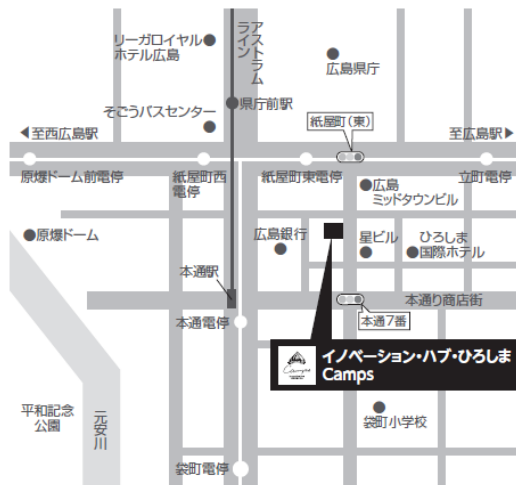 リーガロイヤル
ホテル広島
アストラム
ライン
広島県庁
そごうバスセンター
県庁前駅
紙屋町(東)
至西広島駅
至広島駅
原爆ドーム前電停
紙屋町西
電停
紙屋町東電停
立町電停
広島
ミッドタウンビル
原爆ドーム
広島銀行
星ビル
ひろしま
国際ホテル
本通駅
本通り商店街
本通電停
本通7番
イノベーション・ハブ・ひろしま
Camps
Camps
袋町小学校
平和記念
公園
元安川
袋町電停